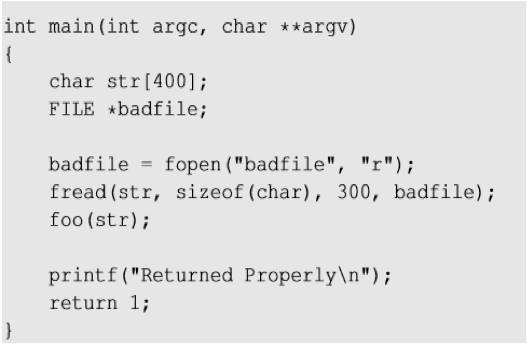 int main(int argc, char **argv)
{
    char str[400];
    FILE *badfile;

    badfile = fopen("badfile", "r");
    fread(str, sizeof(char), 300, badfile);
    foo(str);

    printf("Returned Properly\n");
    return 1;
}